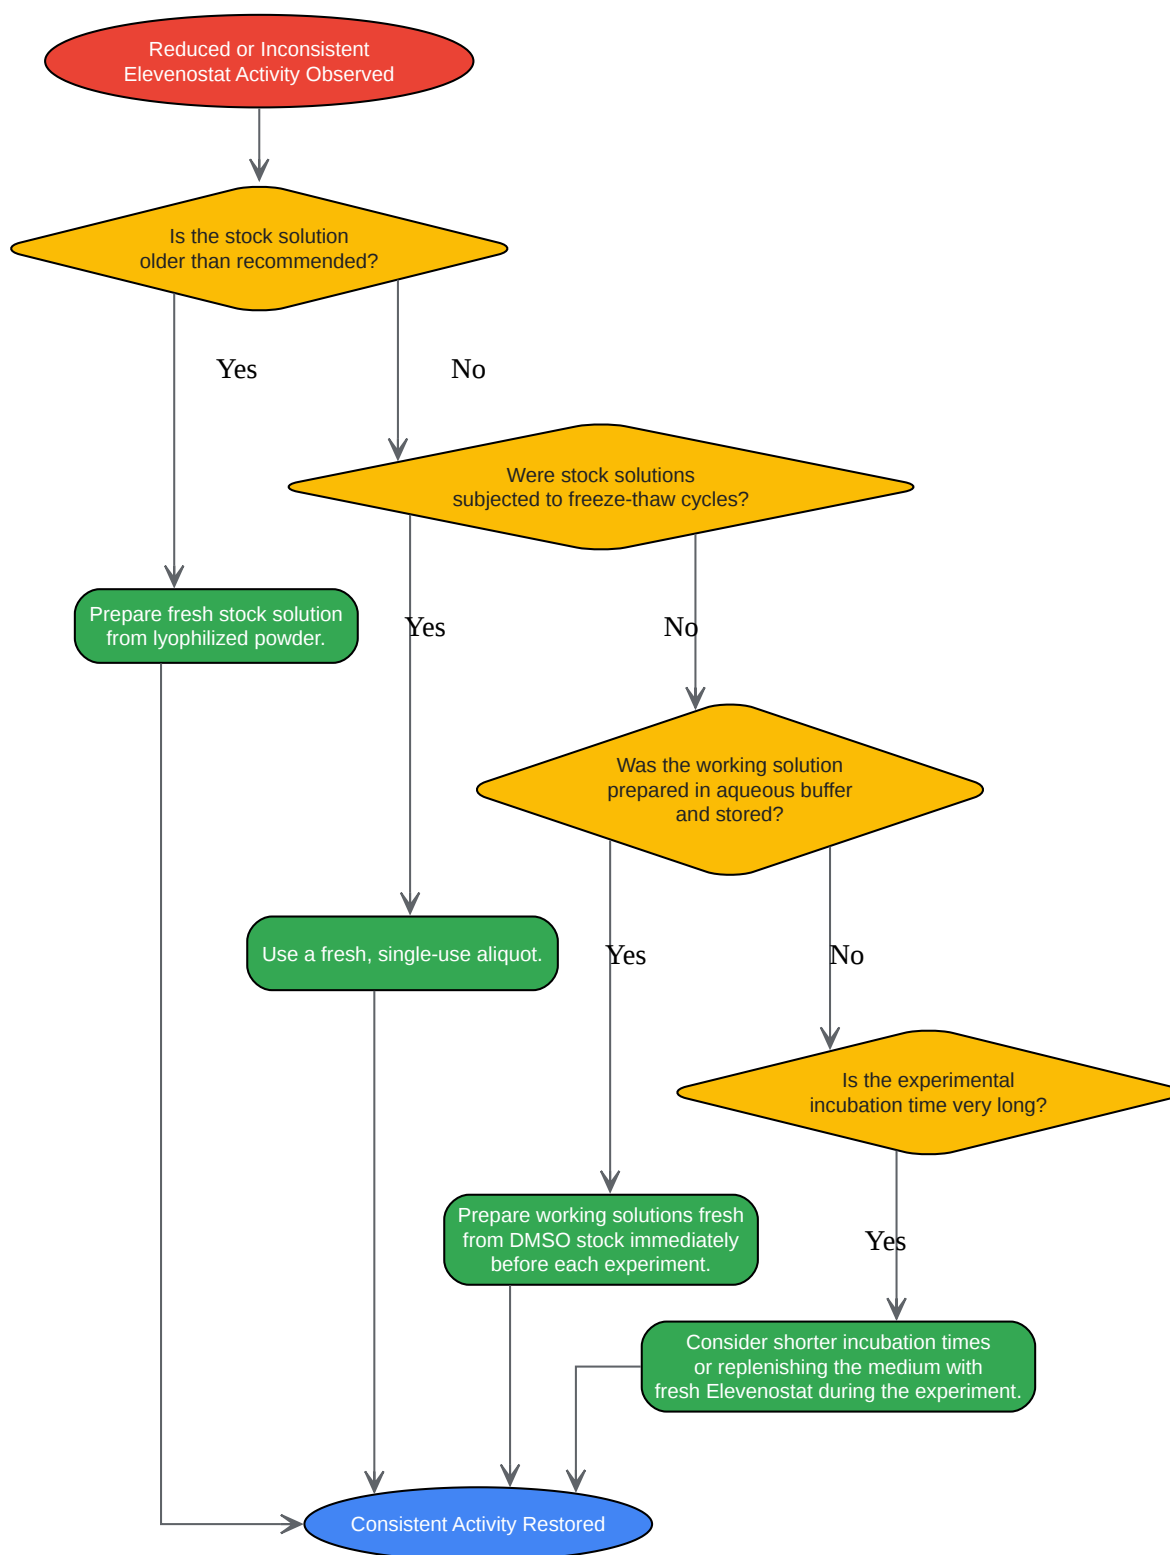 Reduced or Inconsistent
Elevenostat Activity Observed
Is the stock solution
older than recommended?
Yes
No
Were stock solutions
subjected to freeze-thaw cycles?
Prepare fresh stock solution
from lyophilized powder.
Yes
No
Was the working solution
prepared in aqueous buffer
and stored?
Use a fresh, single-use aliquot.
Yes
No
Is the experimental
incubation time very long?
Prepare working solutions fresh
from DMSO stock immediately
before each experiment.
Yes
Consider shorter incubation times
or replenishing the medium with
fresh Elevenostat during the experiment.
Consistent Activity Restored